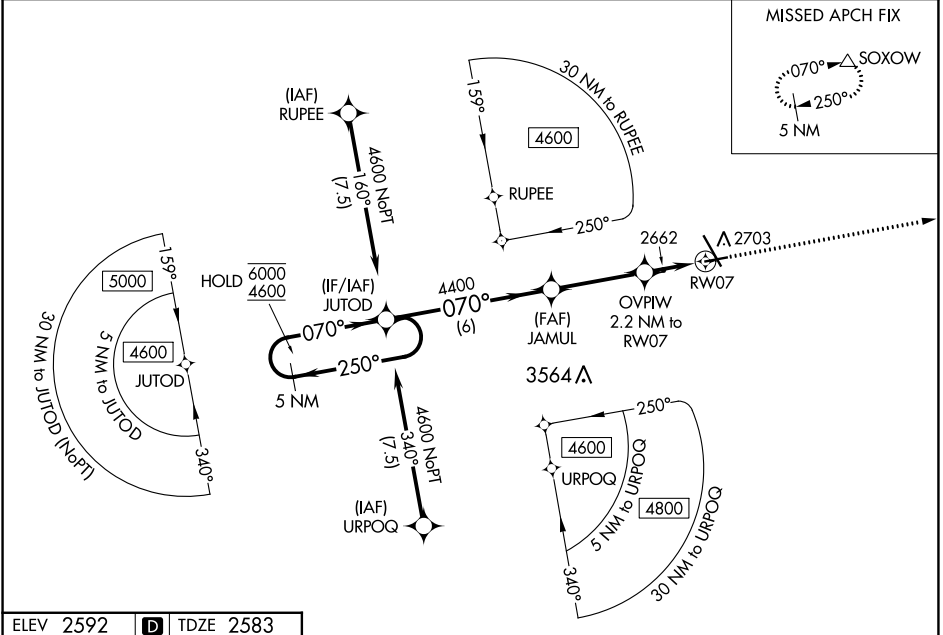 MISSED APCH FIX
SOXOW
070°
250°
5 NM
(IAF)
RUPEE
4600 NoPT
160°
(7.5)
30 NM to RUPEE
159°
4600
RUPEE
250°
159°
5000
4600
JUTOD
5 NM to JUTOD
30 NM to JUTOD (NoPT)
340°
HOLD 6000
4600
(IF/IAF)
JUTOD
070°
250°
5 NM
4400
070°
(6)
(FAF)
JAMUL
OVPIW
2.2 NM to
RW07
2662
2703
RW07
3564
4600 NoPT
340°
(7.5)
(IAF)
URPOQ
250°
4600
URPOQ
4800
5 NM to URPOQ
30 NM to URPOQ
340°
ELEV 2592 D TDZE 2583